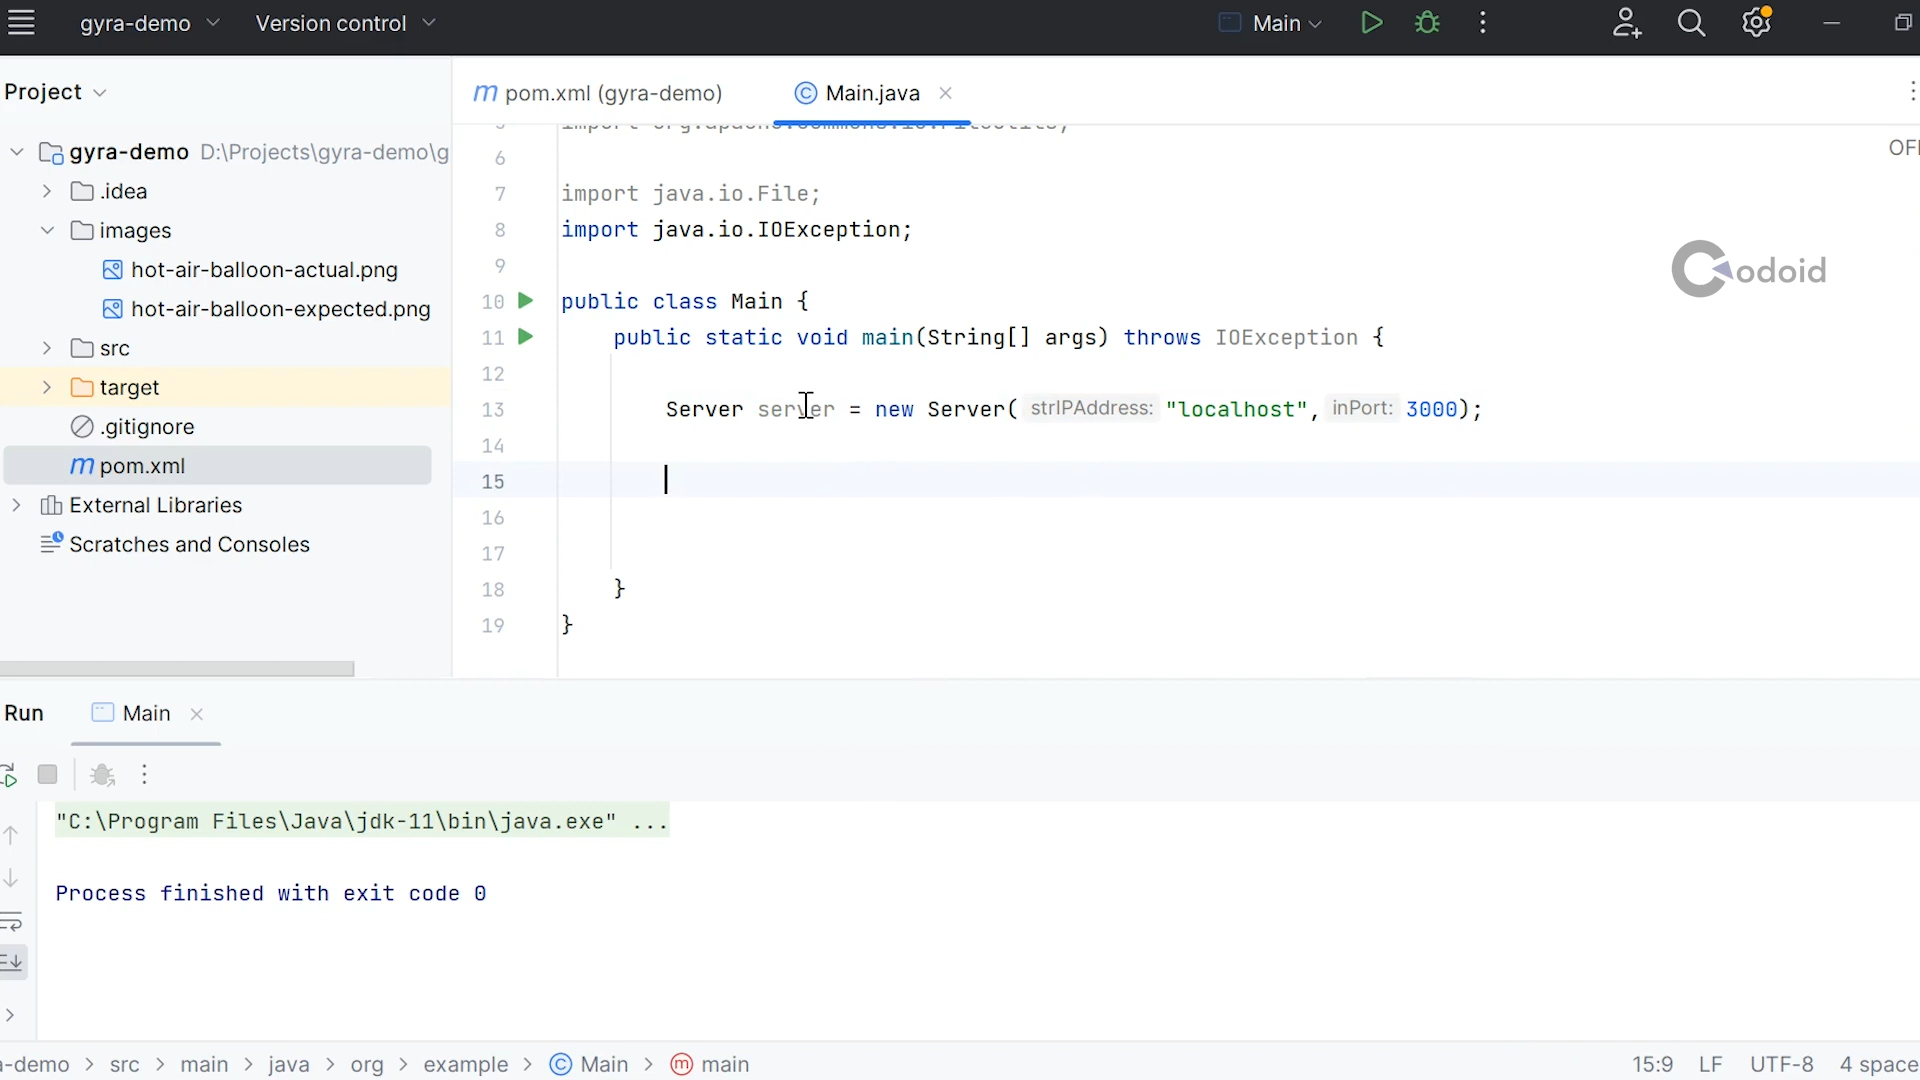 gyra-demo
Version control
Main
Project
m pom.xml (gyra-demo)
C Main.java
gyra-demo D:\Projects\gyra-demo\g
.idea
images
hot-air-balloon-actual.png
hot-air-balloon-expected.png
src
target
.gitignore
m pom.xml
External Libraries
Scratches and Consoles
6
7 import java.io.File;
8 import java.io.IOException;
9
10 public class Main {
11 public static void main(String[] args) throws IOException {
12
13 Server server = new Server( strIPAddress: "localhost", inPort: 3000);
14
15
16
17
18 }
19 }
Codoid
Run Main
"C:\Program Files\Java\jdk-11\bin\java.exe" ...
Process finished with exit code 0
a-demo > src > main > java > org > example > C Main > m main
15:9 LF UTF-8 4 space